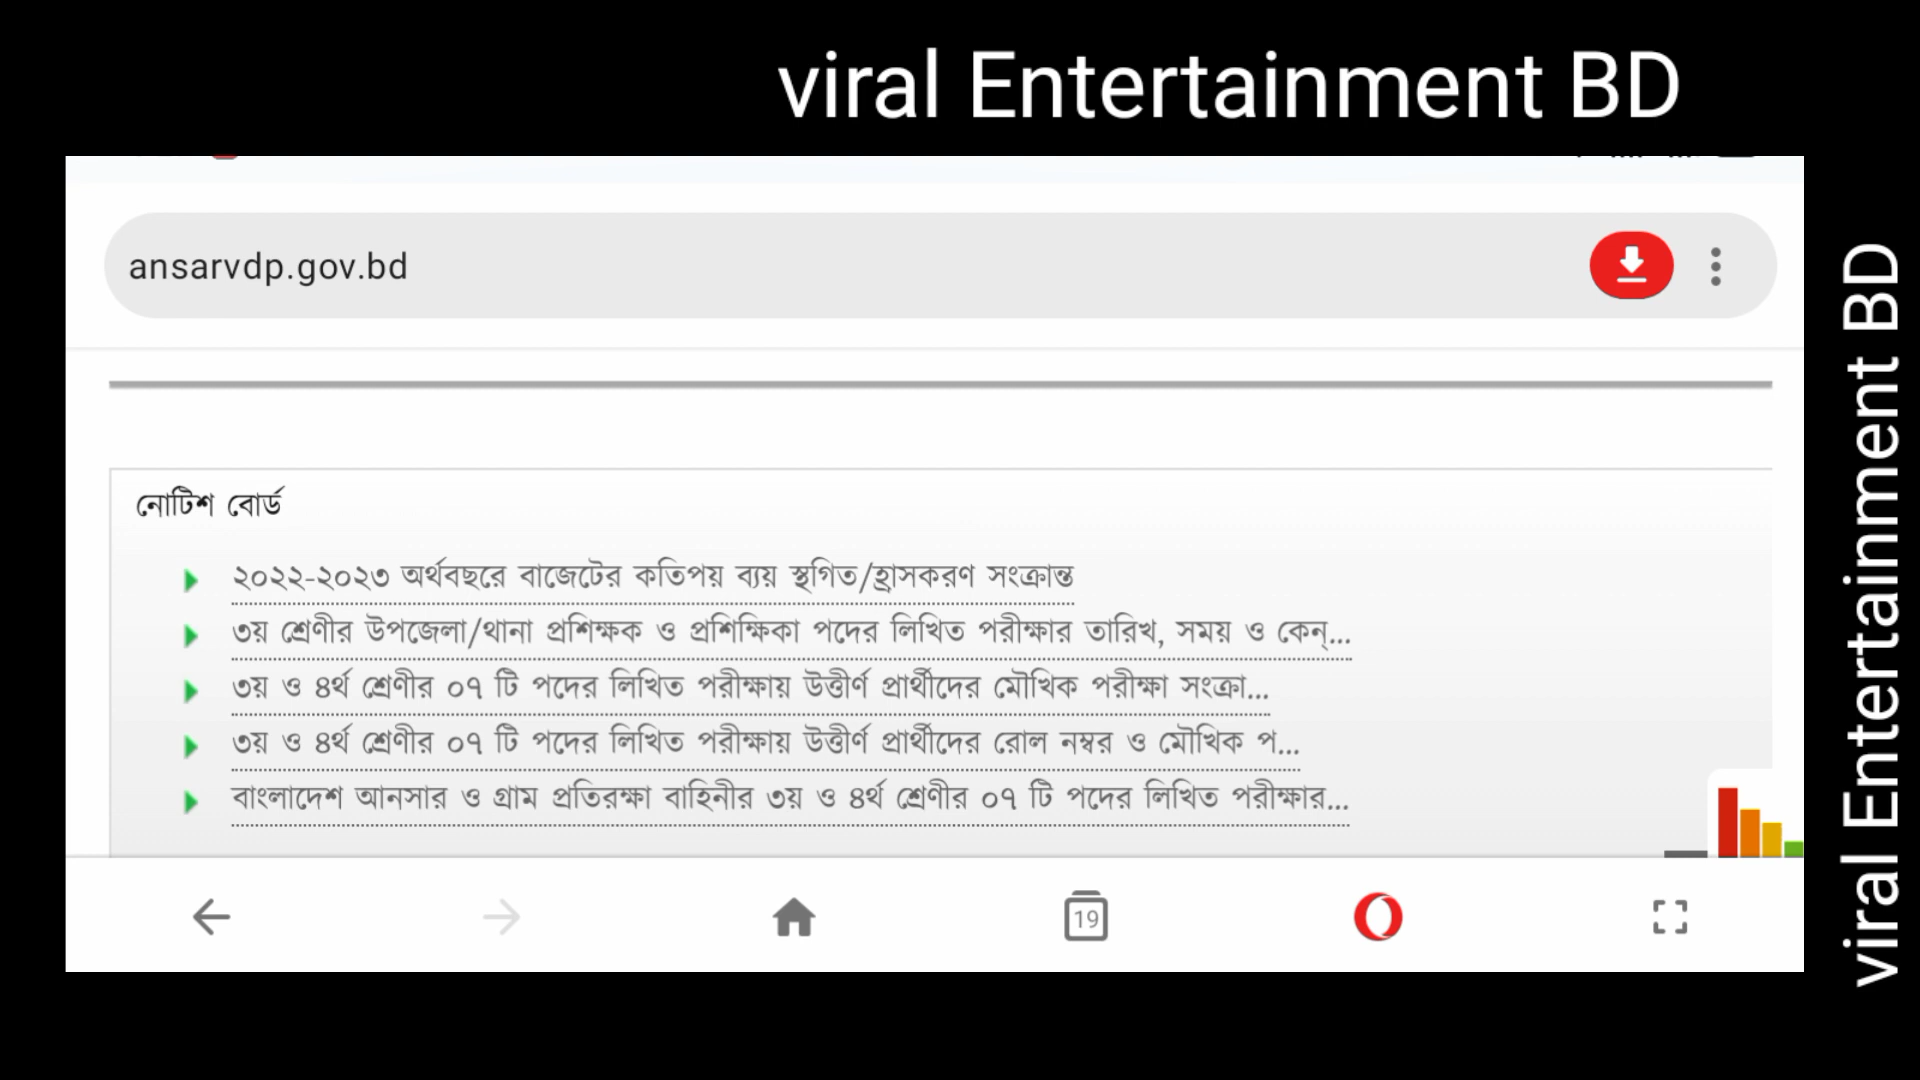 viral Entertainment BD
ansarvdp.gov.bd
নোটিশ বোর্ড
২০২২-২০২৩ অর্থবছরে বাজেটের কতিপয় ব্যয় স্থগিত/হ্রাসকরণ সংক্রান্ত
৩য় শ্রেণীর উপজেলা/থানা প্রশিক্ষক ও প্রশিক্ষিকা পদের লিখিত পরীক্ষার তারিখ, সময় ও কেন্...
৩য় ও ৪র্থ শ্রেণীর ০৭ টি পদের লিখিত পরীক্ষায় উত্তীর্ণ প্রার্থীদের মৌখিক পরীক্ষা সংক্রা...
৩য় ও ৪র্থ শ্রেণীর ০৭ টি পদের লিখিত পরীক্ষায় উত্তীর্ণ প্রার্থীদের রোল নম্বর ও মৌখিক প...
বাংলাদেশ আনসার ও গ্রাম প্রতিরক্ষা বাহিনীর ৩য় ও ৪র্থ শ্রেণীর ০৭ টি পদের লিখিত পরীক্ষার...
19
viral Entertainment BD